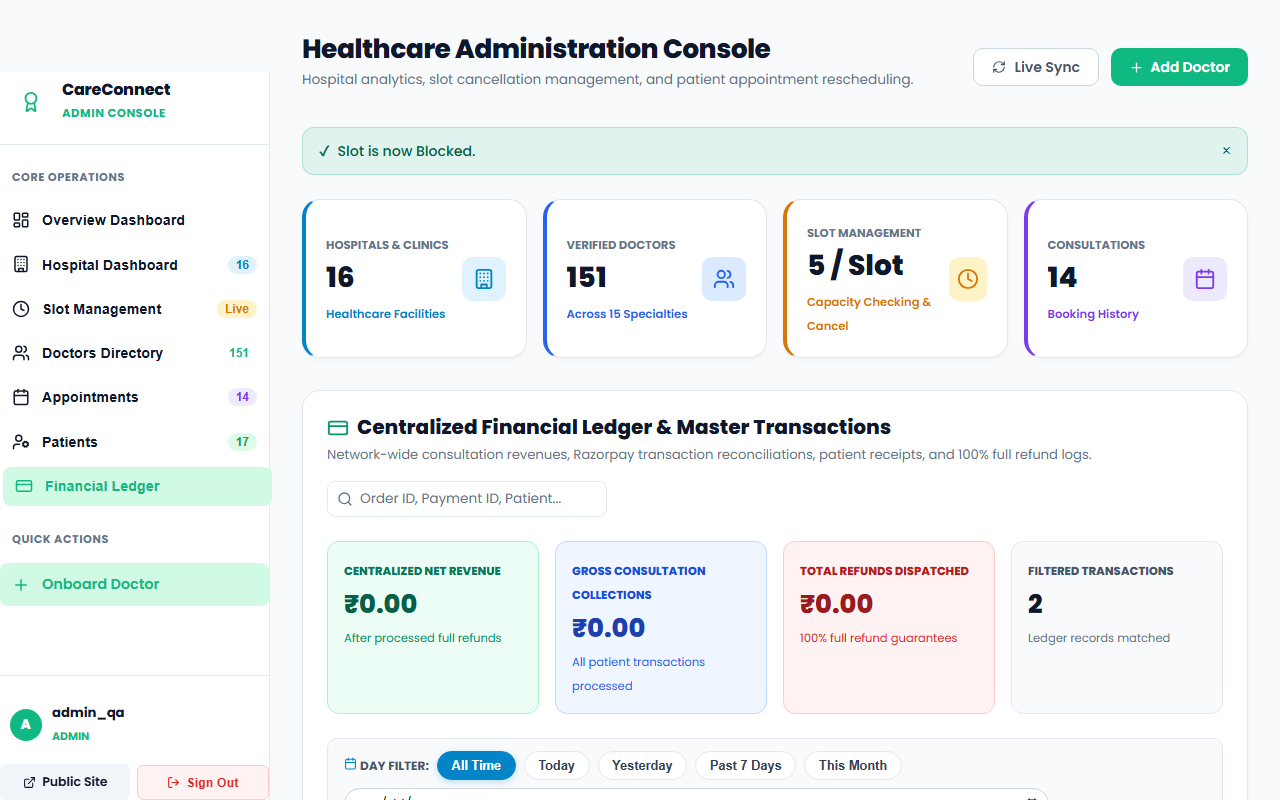 CareConnect
ADMIN CONSOLE
CORE OPERATIONS
Overview Dashboard
Hospital Dashboard 16
Slot Management Live
Doctors Directory 151
Appointments 14
Patients 17
Financial Ledger
QUICK ACTIONS
Onboard Doctor
A
admin_qa
ADMIN
Public Site
Sign Out
Healthcare Administration Console
Hospital analytics, slot cancellation management, and patient appointment rescheduling.
Live Sync
+ Add Doctor
✓ Slot is now Blocked.
×
HOSPITALS & CLINICS
16
Healthcare Facilities
VERIFIED DOCTORS
151
Across 15 Specialties
SLOT MANAGEMENT
5 / Slot
Capacity Checking &
Cancel
CONSULTATIONS
14
Booking History
Centralized Financial Ledger & Master Transactions
Network-wide consultation revenues, Razorpay transaction reconciliations, patient receipts, and 100% full refund logs.
Order ID, Payment ID, Patient...
CENTRALIZED NET REVENUE
₹0.00
After processed full refunds
GROSS CONSULTATION
COLLECTIONS
₹0.00
All patient transactions
processed
TOTAL REFUNDS DISPATCHED
₹0.00
100% full refund guarantees
FILTERED TRANSACTIONS
2
Ledger records matched
DAY FILTER:
All Time
Today
Yesterday
Past 7 Days
This Month